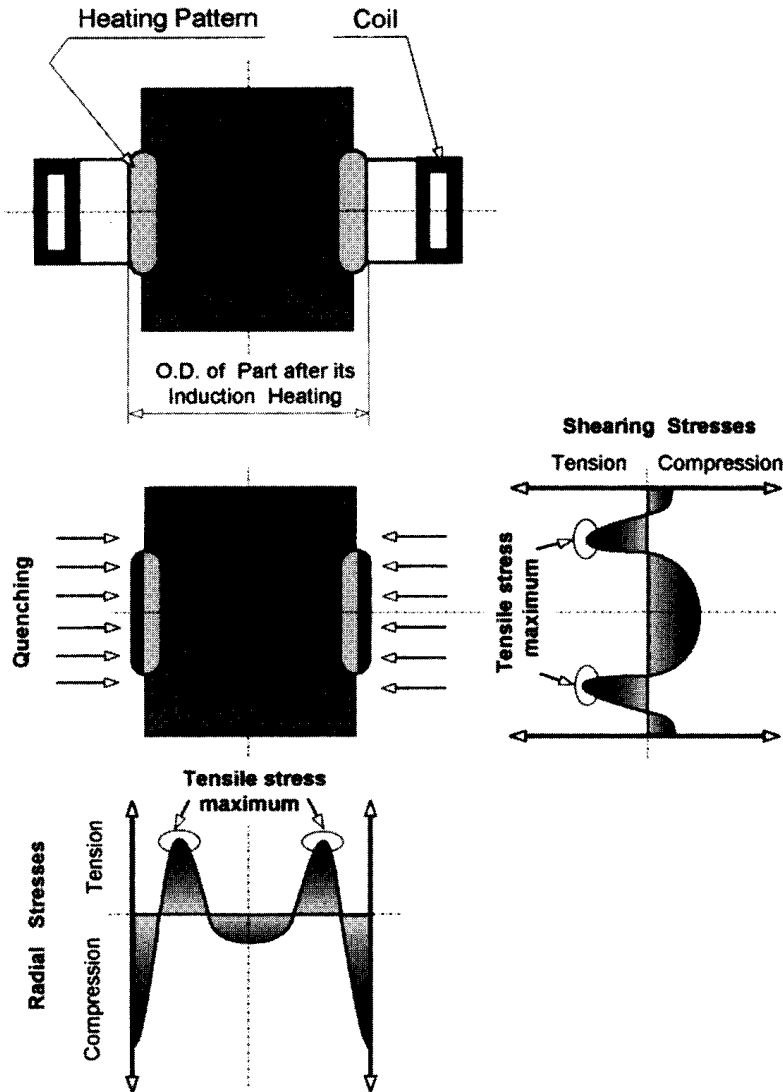 Heating Pattern
Coil
O.D. of Part after its
Induction Heating
Shearing Stresses
Tension
Compression
Quenching
Tensile stress
maximum
Tensile stress
maximum
Radial Stresses
Tension
Compression